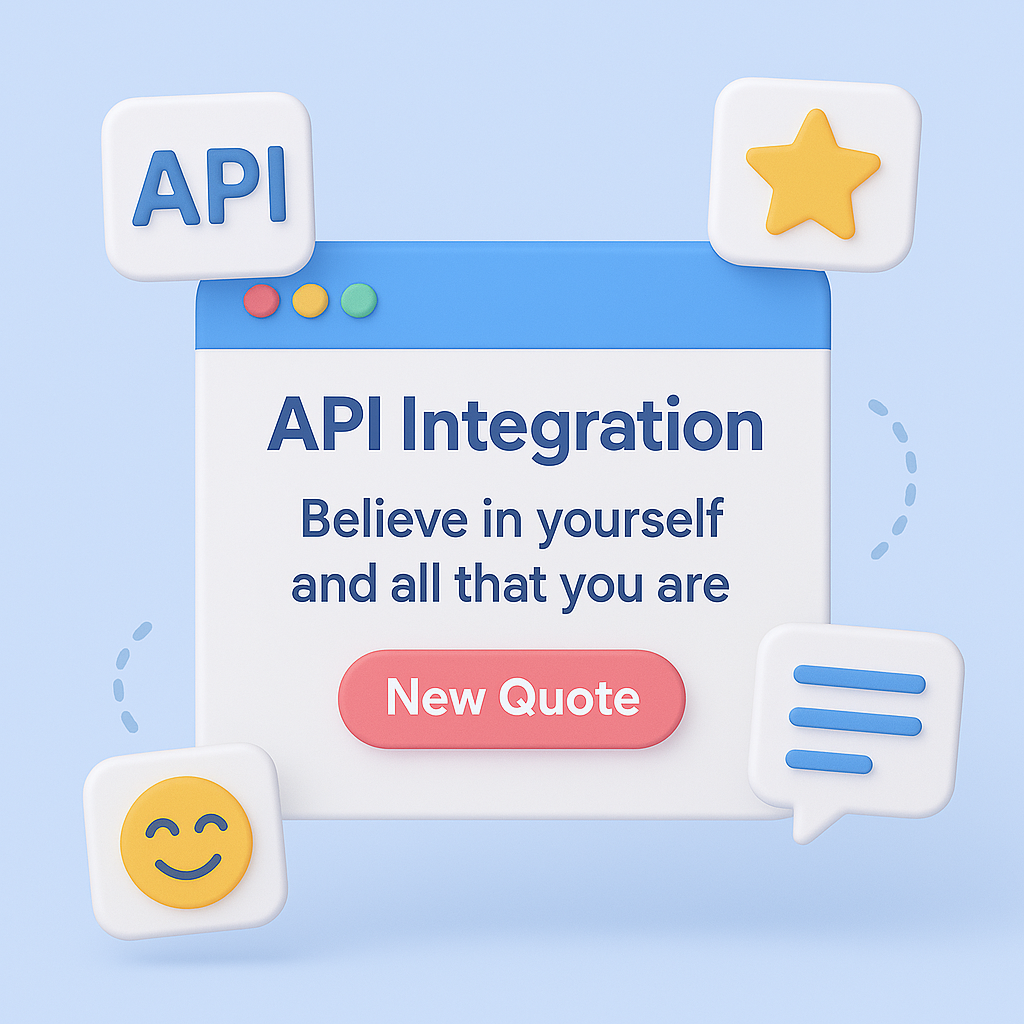 API
API Integration
Believe in yourself
and all that you are
New Quote